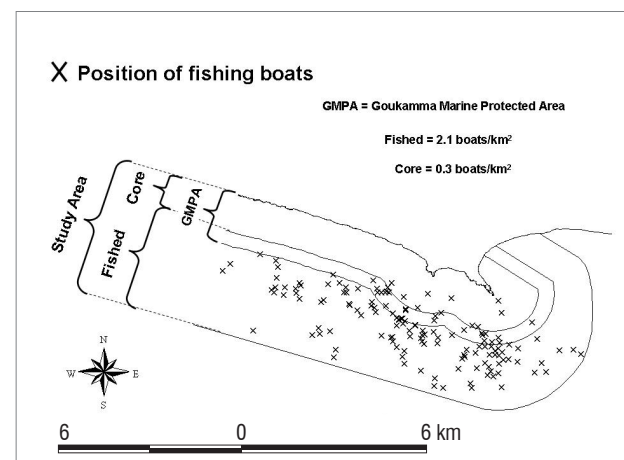 X Position of fishing boats
GMPA = Goukamma Marine Protected Area
Fished = 2.1 boats/km²
Core = 0.3 boats/km²
Study Area
Core
Fished
GMPA
N
W E
S
6 0 6 km